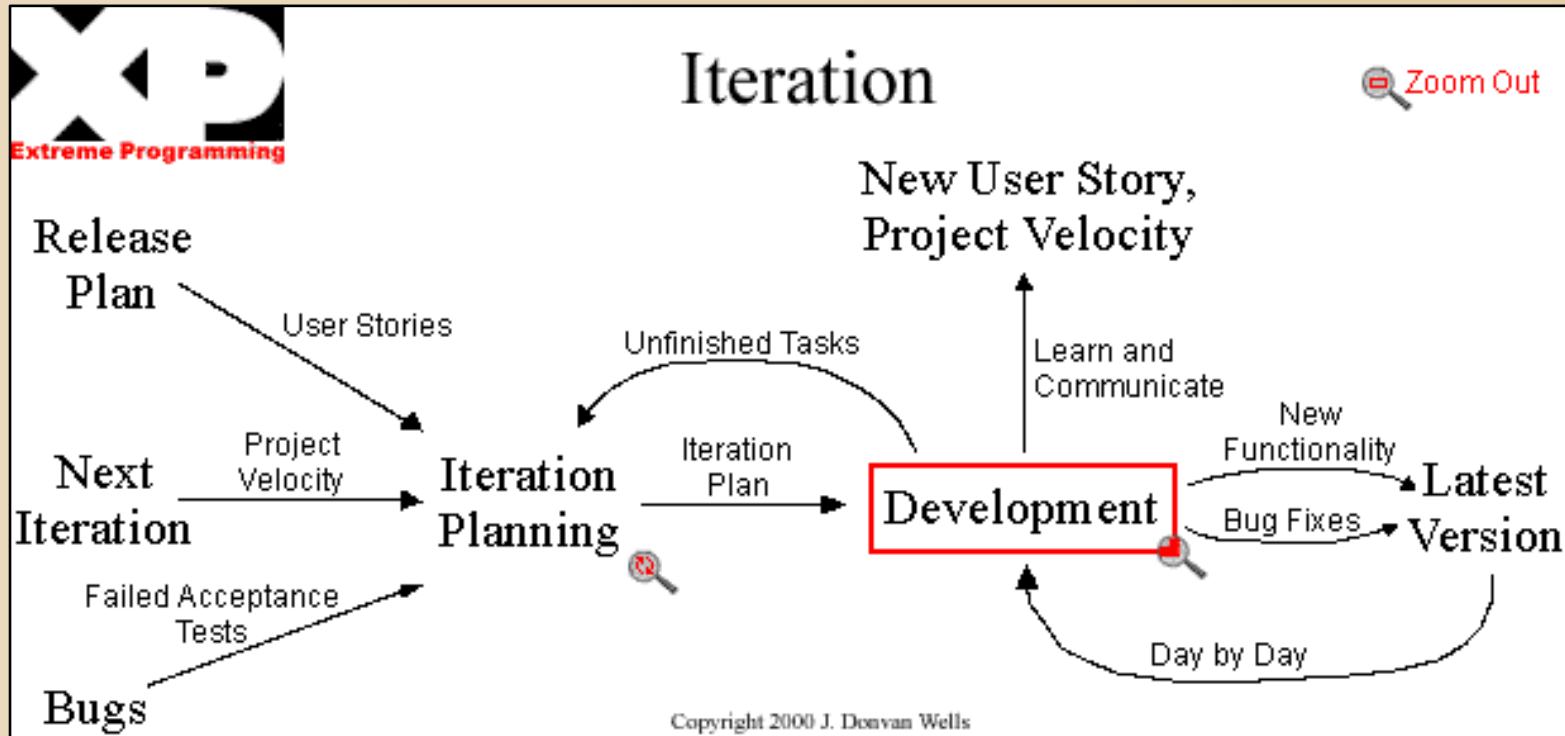 XP
Extreme Programming
Iteration
Zoom Out
New User Story,
Project Velocity
Release
Plan
User Stories
Unfinished Tasks
Learn and
Communicate
New
Functionality
Project
Velocity
Next
Iteration
Iteration
Planning
Iteration
Plan
Development
Bug Fixes
Latest
Version
Failed Acceptance
Tests
Day by Day
Bugs
Copyright 2000 J. Donvan Wells